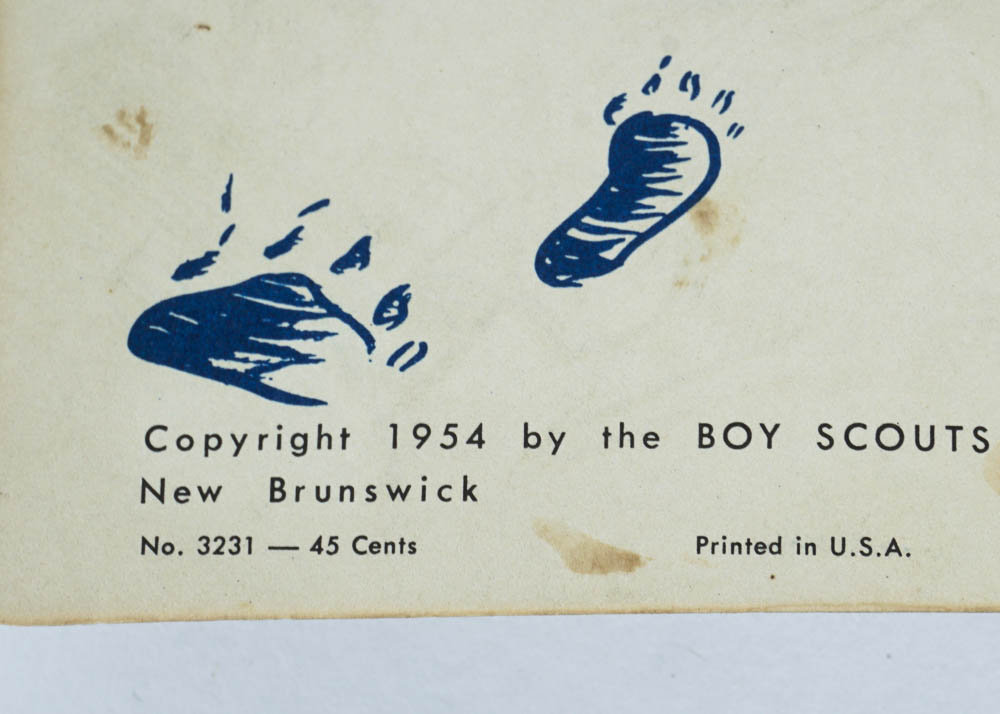 Copyright 1954 by the BOY SCOUTS
New Brunswick
No. 3231 — 45 Cents Printed in U.S.A.